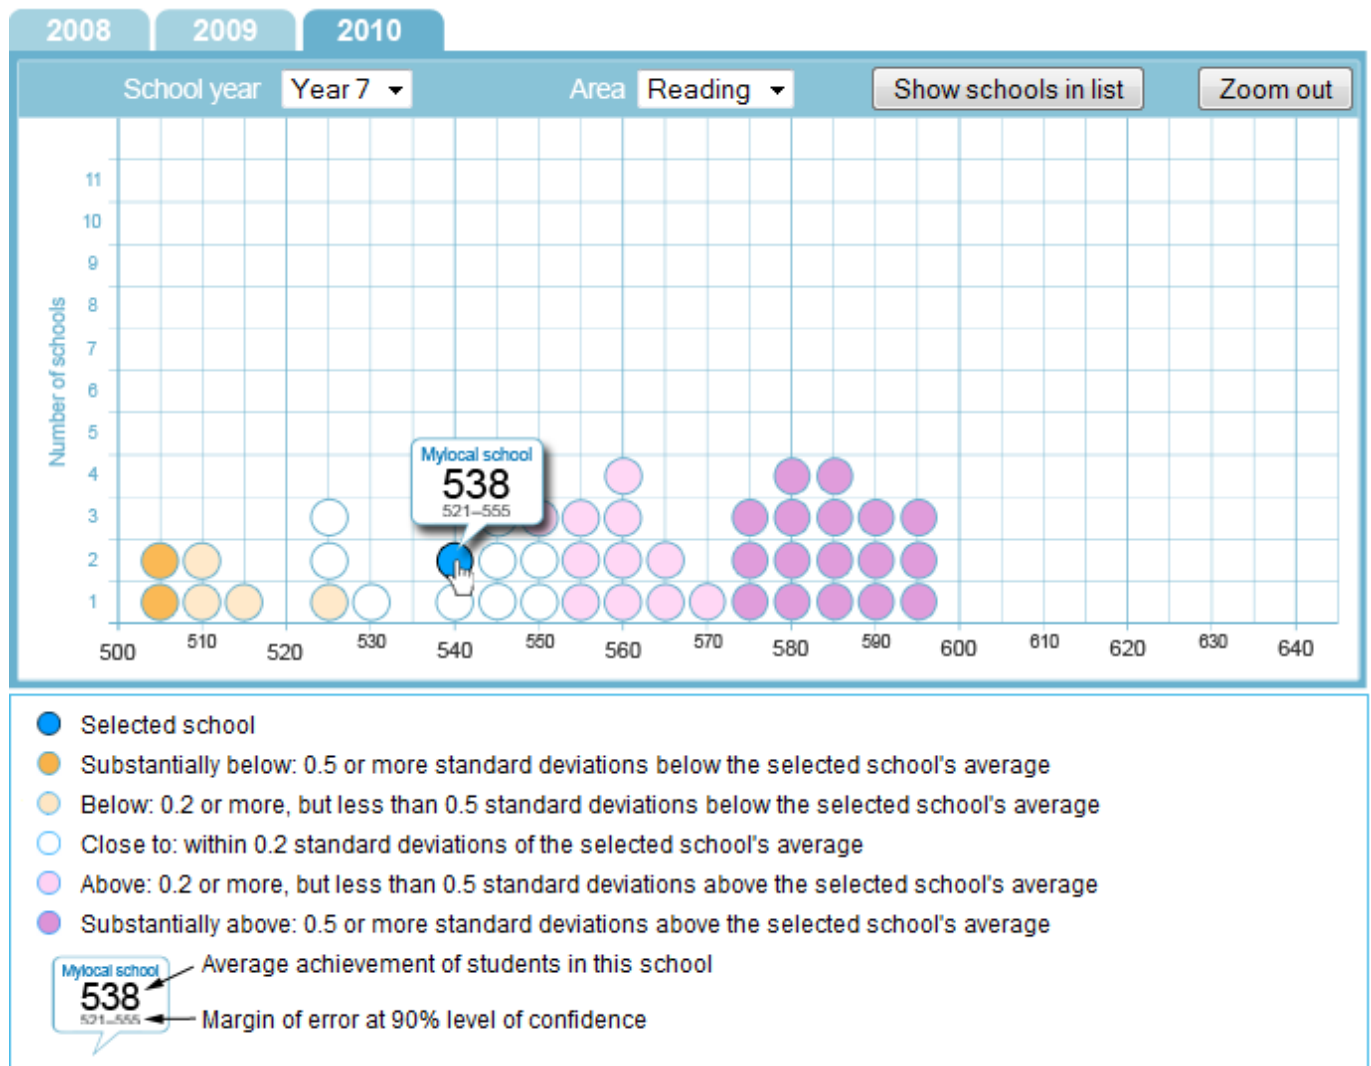 2008 2009 2010
School year Year 7 Area Reading Show schools in list Zoom out
Number of schools
11
10
9
8
7
6
5
4
3
2
1
Mylocal school
538
521–555
500 510 520 530 540 550 560 570 580 590 600 610 620 630 640
Selected school
Substantially below: 0.5 or more standard deviations below the selected school's average
Below: 0.2 or more, but less than 0.5 standard deviations below the selected school's average
Close to: within 0.2 standard deviations of the selected school's average
Above: 0.2 or more, but less than 0.5 standard deviations above the selected school's average
Substantially above: 0.5 or more standard deviations above the selected school's average
Mylocal school
538
521–555
Average achievement of students in this school
Margin of error at 90% level of confidence